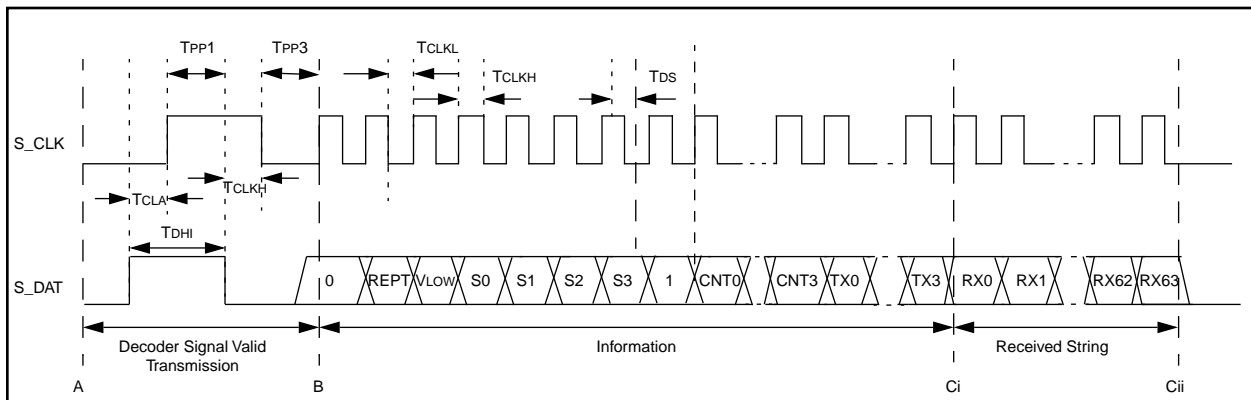 TPP1 TPP3 TCLKL
TCLKH TDS
S_CLK
TCLA TCLKH
TDHI
S_DAT 0 REPT VLOW S0 S1 S2 S3 1 CNT0 CNT3 TX0 TX3 RX0 RX1 RX62 RX63
Decoder Signal Valid Information Received String
Transmission
A B Ci Cii